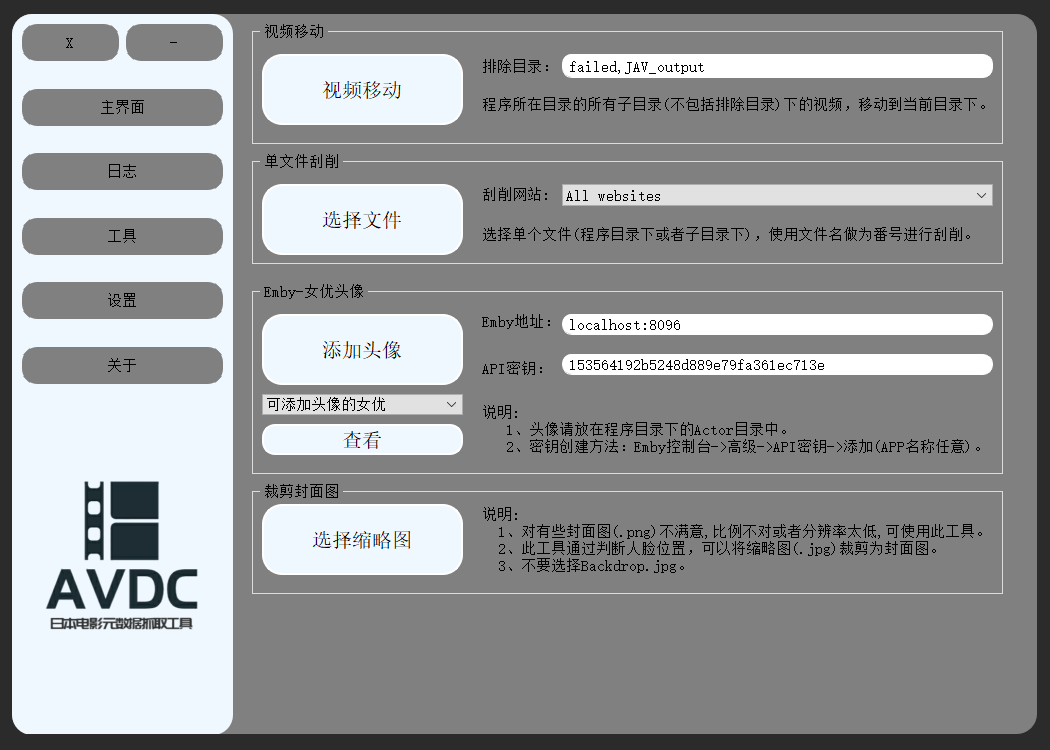 X
-
主界面
日志
工具
设置
关于
AVDC
日本电影元数据抓取工具
视频移动
视频移动
排除目录：
failed,JAV_output
程序所在目录的所有子目录(不包括排除目录)下的视频，移动到当前目录下。
单文件刮削
选择文件
刮削网站：
All websites
选择单个文件(程序目录下或者子目录下)，使用文件名做为番号进行刮削。
Emby-女优头像
添加头像
Emby地址：
localhost:8096
API密钥：
153564192b5248d889e79fa361ec713e
可添加头像的女优
查看
说明:
1、头像请放在程序目录下的Actor目录中。
2、密钥创建方法：Emby控制台->高级->API密钥->添加(APP名称任意)。
裁剪封面图
选择缩略图
说明:
1、对有些封面图(.png)不满意,比例不对或者分辨率太低,可使用此工具。
2、此工具通过判断人脸位置，可以将缩略图(.jpg)裁剪为封面图。
3、不要选择Backdrop.jpg。